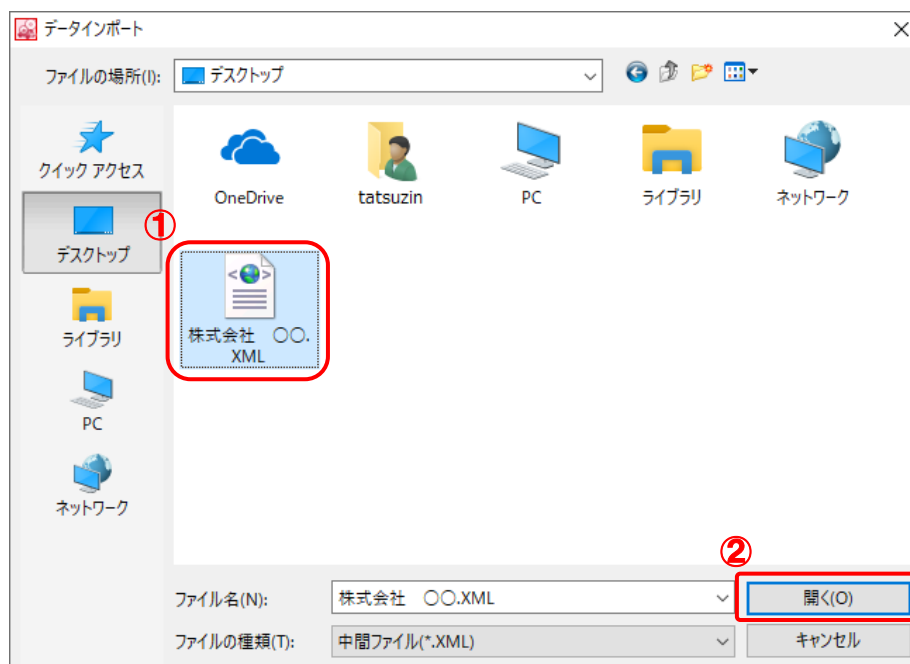 データインポート
ファイルの場所(I):
デスクトップ
クイック アクセス
デスクトップ
ライブラリ
PC
ネットワーク
OneDrive
tatsuzin
PC
ライブラリ
ネットワーク
①
株式会社　〇〇.
XML
②
ファイル名(N):
株式会社　〇〇.XML
開く(O)
ファイルの種類(T):
中間ファイル(*.XML)
キャンセル